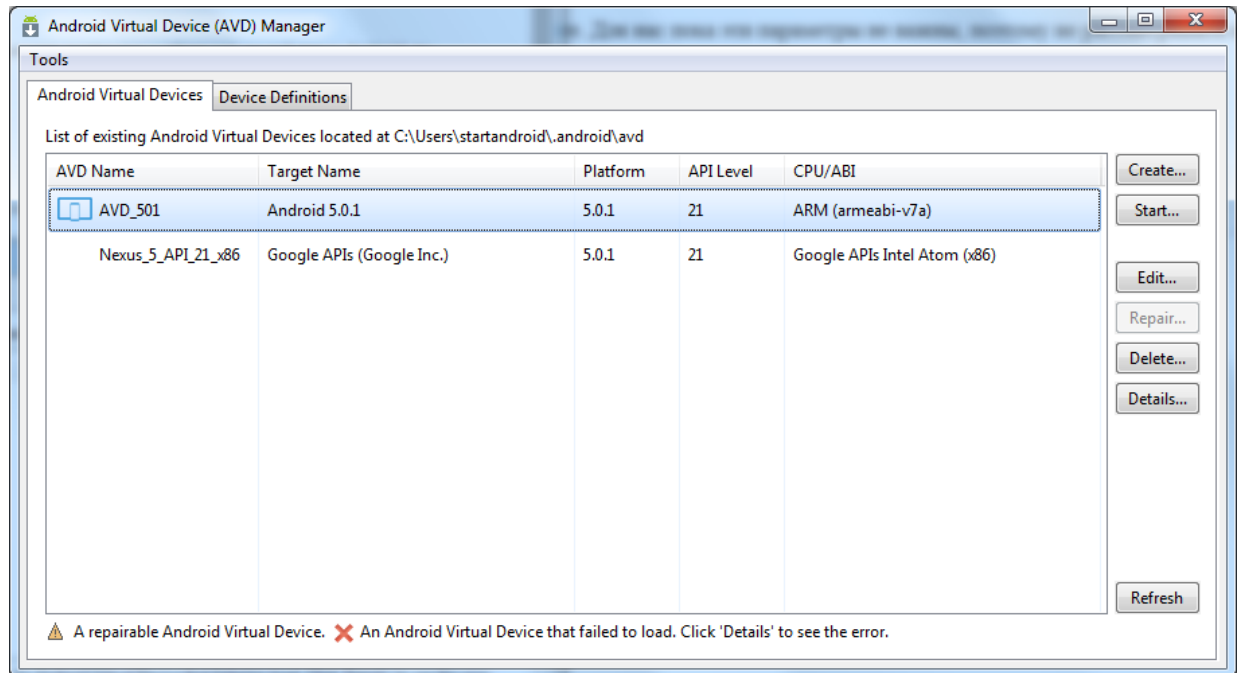 Android Virtual Device (AVD) Manager
Tools
Android Virtual Devices Device Definitions
List of existing Android Virtual Devices located at C:\Users\startandroid\.android\avd
AVD Name Target Name Platform API Level CPU/ABI
Create...
AVD_501 Android 5.0.1 5.0.1 21 ARM (armeabi-v7a)
Start...
Nexus_5_API_21_x86 Google APIs (Google Inc.) 5.0.1 21 Google APIs Intel Atom (x86)
Edit...
Repair...
Delete...
Details...
Refresh
A repairable Android Virtual Device. An Android Virtual Device that failed to load. Click 'Details' to see the error.